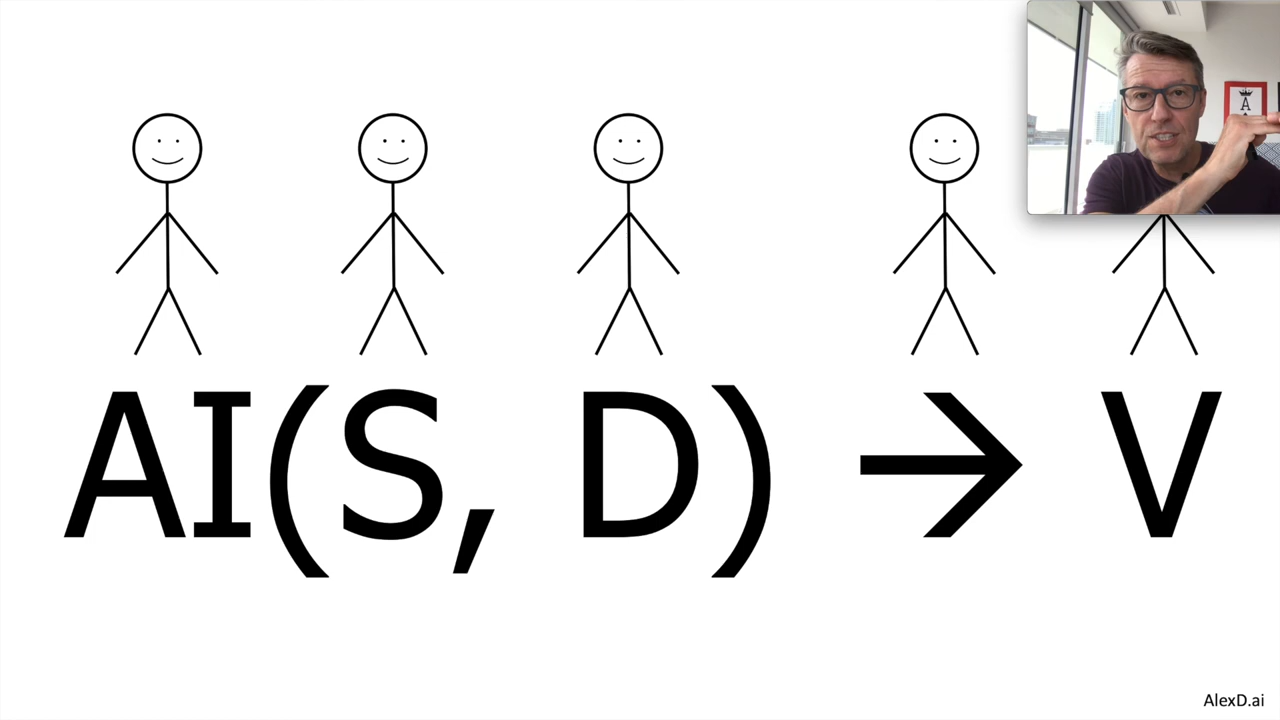 A
AI(S, D) → V
AlexD.ai